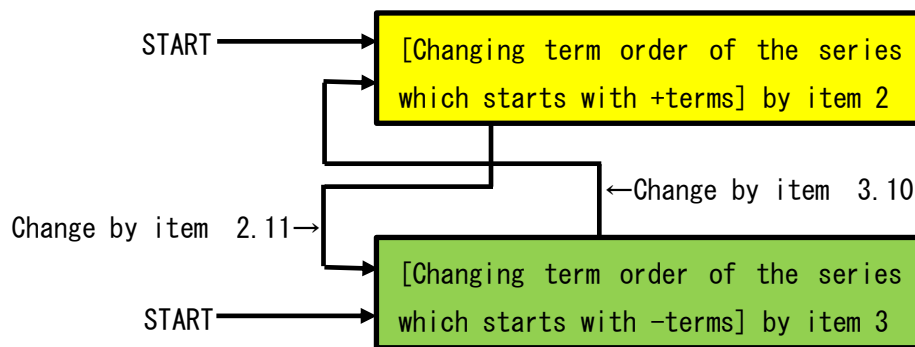 START
[Changing term order of the series
which starts with +terms] by item 2
←Change by item 3.10
Change by item 2.11→
[Changing term order of the series
which starts with −terms] by item 3
START